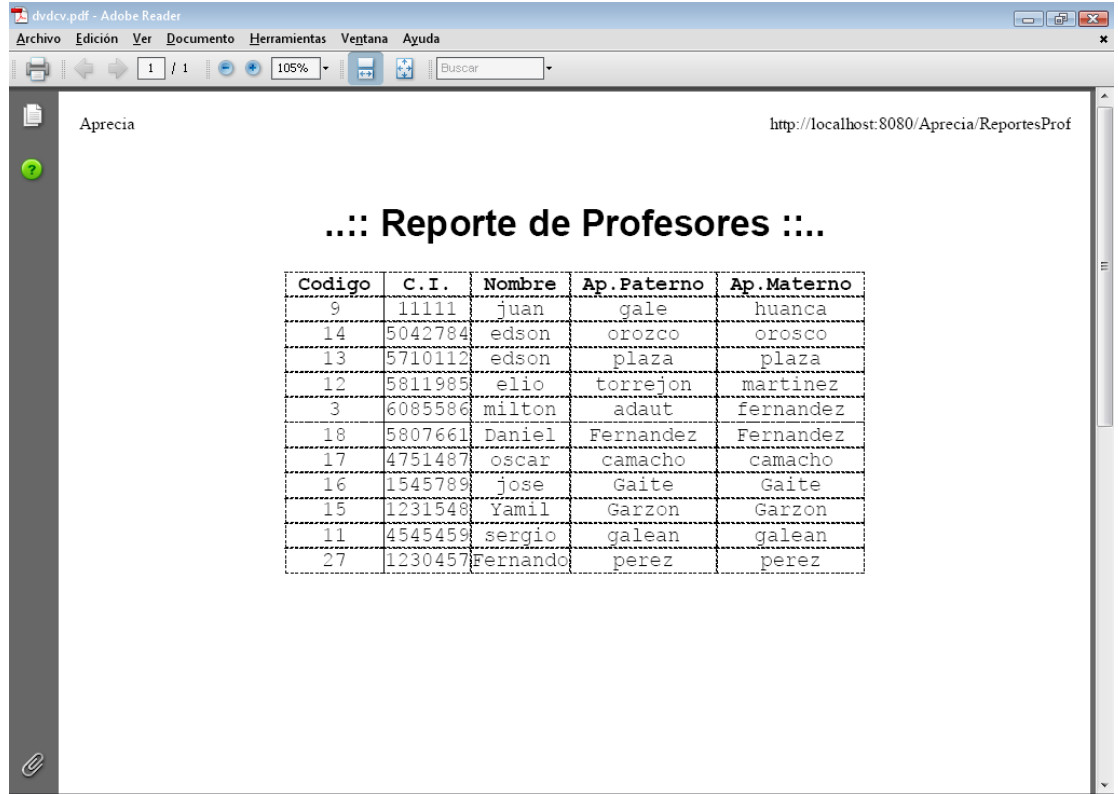 dvdcv.pdf - Adobe Reader
Archivo Edición Ver Documento Herramientas Ventana Ayuda
1 / 1 105% Buscar
Aprecia http://localhost:8080/Aprecia/ReportesProf
..:: Reporte de Profesores ::..
Codigo C.I. Nombre Ap.Paterno Ap.Materno
9 11111 juan gale huanca
14 5042784 edson orozco orosco
13 5710112 edson plaza plaza
12 5811985 elio torrejon martinez
3 6085586 milton adaut fernandez
18 5807661 Daniel Fernandez Fernandez
17 4751487 oscar camacho camacho
16 1545789 jose Gaite Gaite
15 1231548 Yamil Garzon Garzon
11 4545459 sergio galean galean
27 1230457 Fernando perez perez